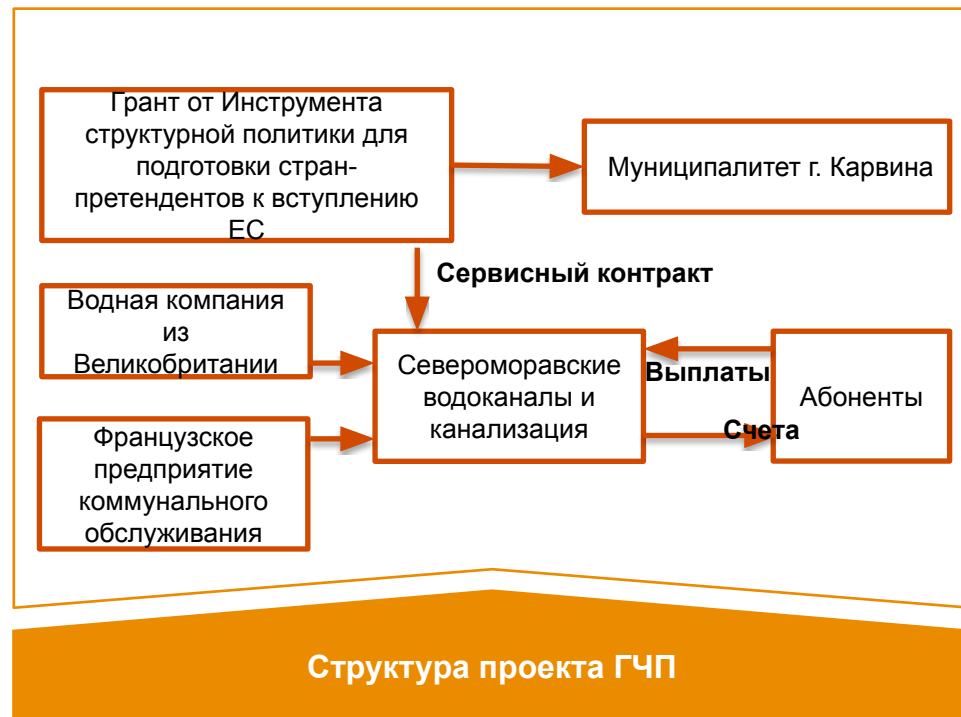 Грант от Инструмента
структурной политики для
подготовки стран-
претендентов к вступлению
ЕС
Муниципалитет г. Карвина
Сервисный контракт
Водная компания
из
Великобритании
Североморавские
водоканалы и
канализация
Выплаты
Абоненты
Счета
Французское
предприятие
коммунального
обслуживания
Структура проекта ГЧП